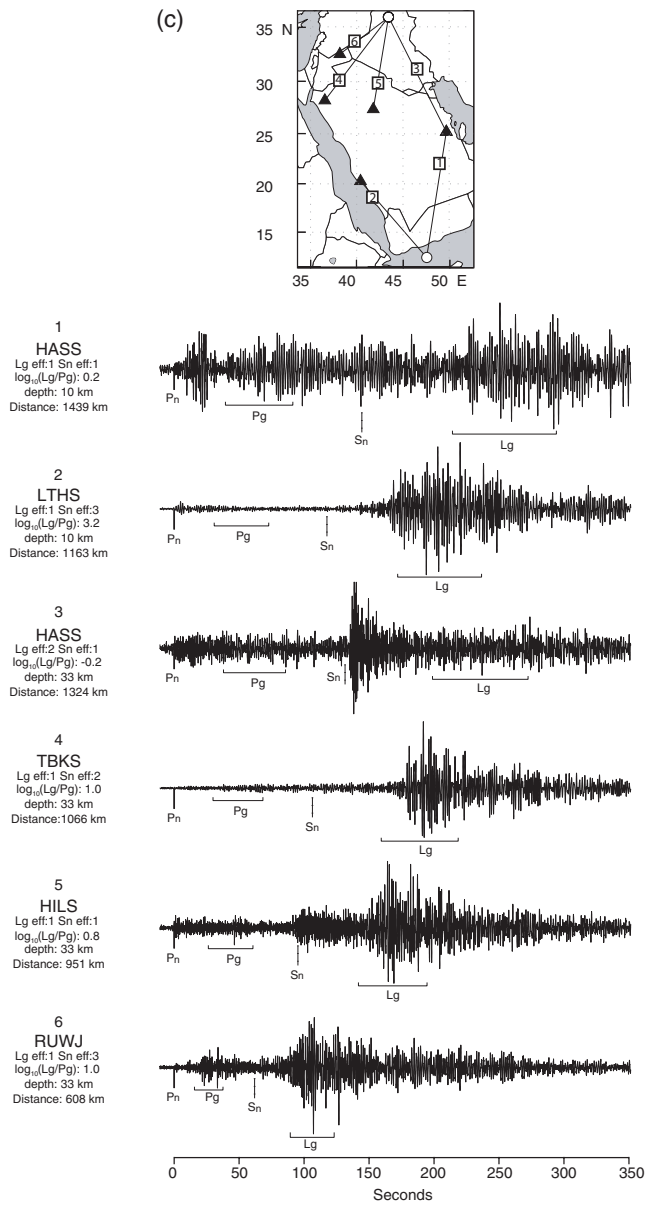 (c)
35 N
30
25
20
15
6
3
4
5
1
2
35 40 45 50 E
1
HASS
Lg eff:1 Sn eff:1
log10(Lg/Pg): 0.2
depth: 10 km
Distance: 1439 km
Pn Pg Sn Lg
2
LTHS
Lg eff:1 Sn eff:3
log10(Lg/Pg): 3.2
depth: 10 km
Distance: 1163 km
Pn Pg Sn Lg
3
HASS
Lg eff:2 Sn eff:1
log10(Lg/Pg): -0.2
depth: 33 km
Distance: 1324 km
Pn Pg Sn Lg
4
TBKS
Lg eff:1 Sn eff:2
log10(Lg/Pg): 1.0
depth: 33 km
Distance:1066 km
Pn Pg Sn Lg
5
HILS
Lg eff:1 Sn eff:1
log10(Lg/Pg): 0.8
depth: 33 km
Distance: 951 km
Pn Pg Sn Lg
6
RUWJ
Lg eff:1 Sn eff:3
log10(Lg/Pg): 1.0
depth: 33 km
Distance: 608 km
Pn Pg Sn Lg
0 50 100 150 200 250 300 350
Seconds